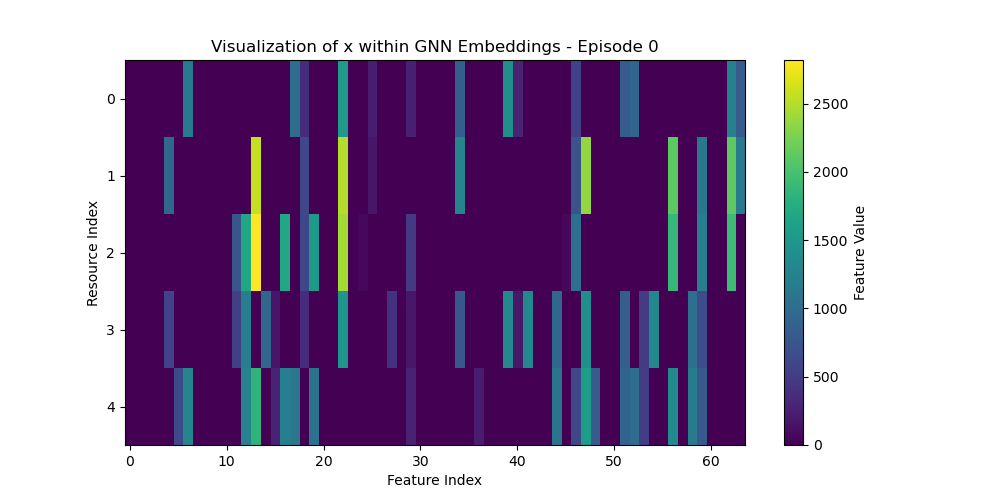 Visualization of x within GNN Embeddings - Episode 0
0
1
2
3
4
Resource Index
0 10 20 30 40 50 60
Feature Index
2500
2000
1500
1000
500
0
Feature Value